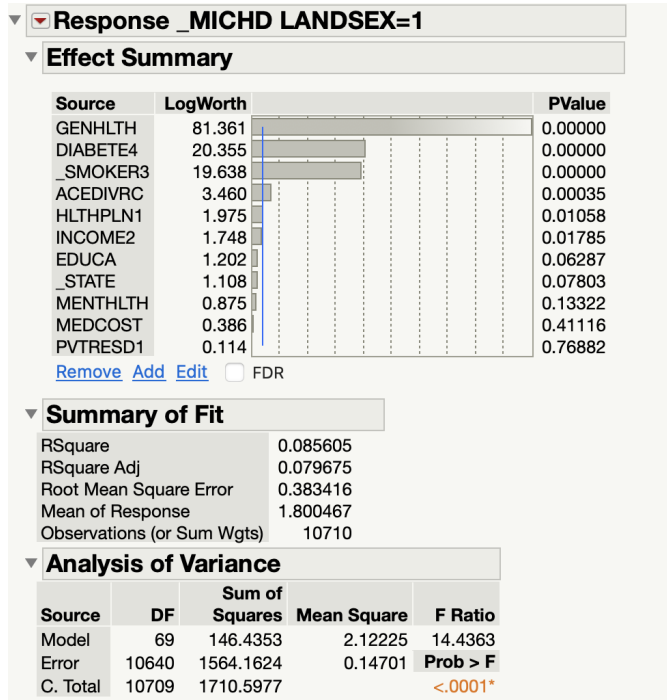 Response _MICHD LANDSEX=1
Effect Summary
Source LogWorth PValue
GENHLTH 81.361 0.00000
DIABETE4 20.355 0.00000
_SMOKER3 19.638 0.00000
ACEDIVRC 3.460 0.00035
HLTHPLN1 1.975 0.01058
INCOME2 1.748 0.01785
EDUCA 1.202 0.06287
_STATE 1.108 0.07803
MENTHLTH 0.875 0.13322
MEDCOST 0.386 0.41116
PVTRESD1 0.114 0.76882
Remove Add Edit FDR
Summary of Fit
RSquare 0.085605
RSquare Adj 0.079675
Root Mean Square Error 0.383416
Mean of Response 1.800467
Observations (or Sum Wgts) 10710
Analysis of Variance
Sum of
Source DF Squares Mean Square F Ratio
Model 69 146.4353 2.12225 14.4363
Error 10640 1564.1624 0.14701 Prob > F
C. Total 10709 1710.5977 <.0001*